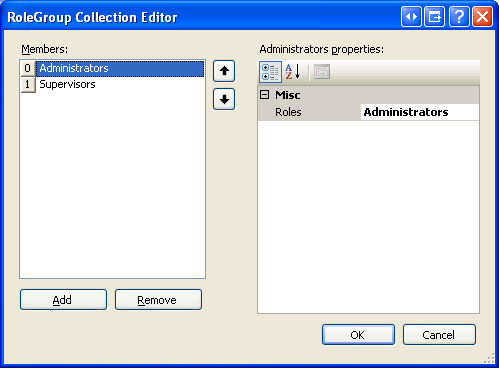 RoleGroup Collection Editor
Members:
0 Administrators
1 Supervisors
Add
Remove
Administrators properties:
Misc
Roles Administrators
OK
Cancel